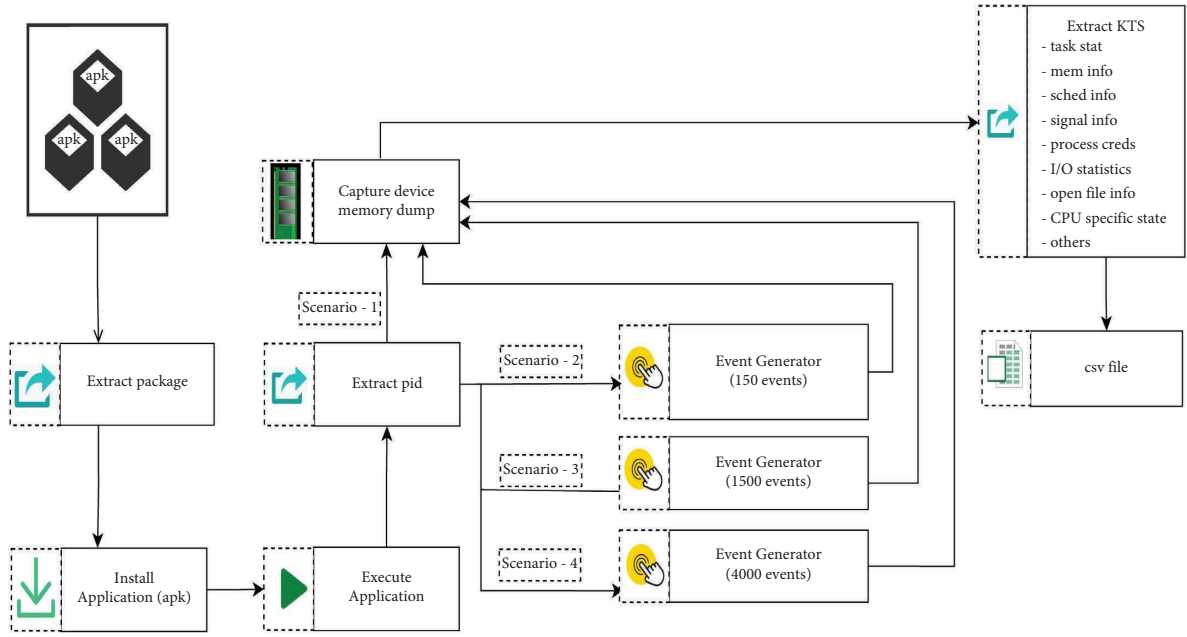 apk
apk
apk
Extract package
Install
Application (apk)
Execute
Application
Extract pid
Scenario - 1
Capture device
memory dump
Scenario - 2
Event Generator
(150 events)
Scenario - 3
Event Generator
(1500 events)
Scenario - 4
Event Generator
(4000 events)
Extract KTS
- task stat
- mem info
- sched info
- signal info
- process creds
- I/O statistics
- open file info
- CPU specific state
- others
csv file